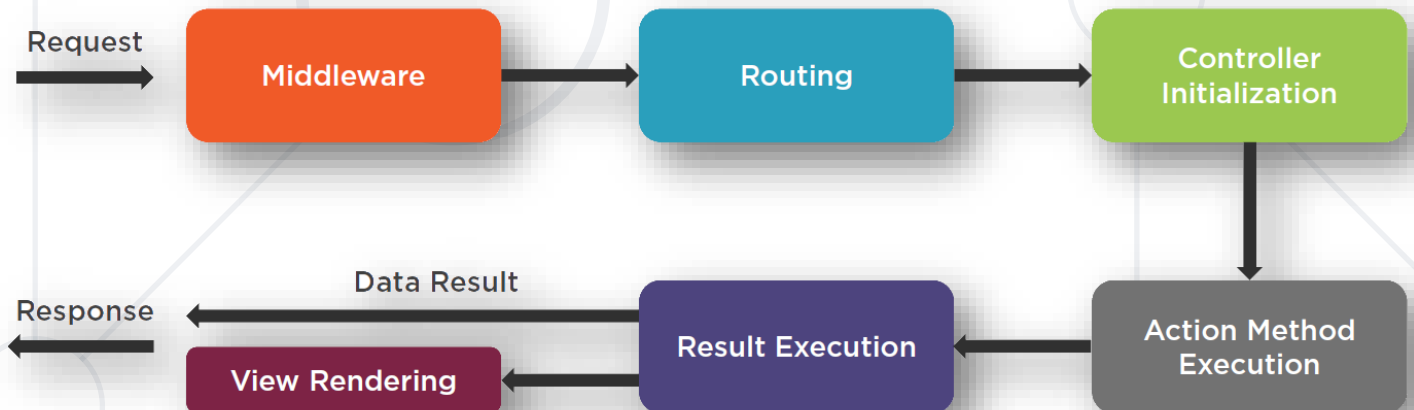 Request
Middleware
Routing
Controller
Initialization
Data Result
Response
View Rendering
Result Execution
Action Method
Execution